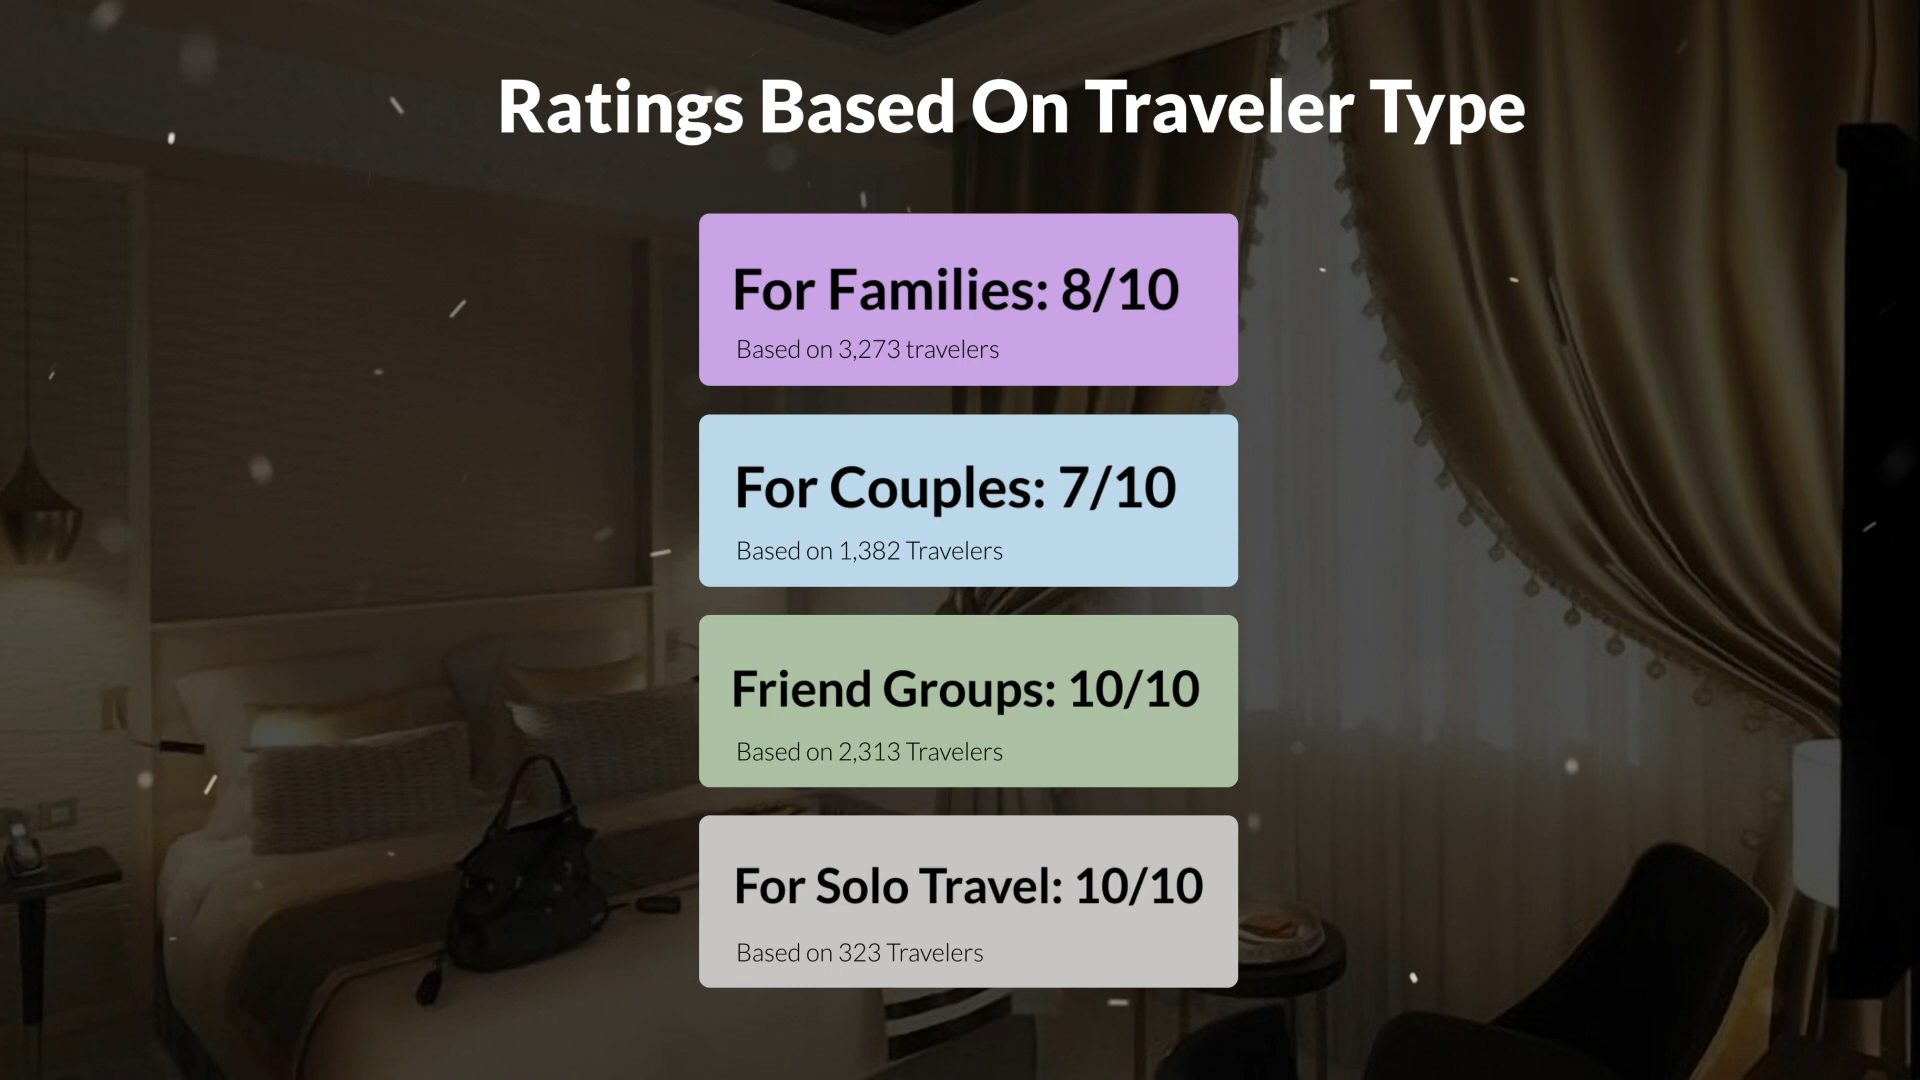 Ratings Based On Traveler Type
For Families: 8/10
Based on 3,273 travelers
For Couples: 7/10
Based on 1,382 Travelers
Friend Groups: 10/10
Based on 2,313 Travelers
For Solo Travel: 10/10
Based on 323 Travelers